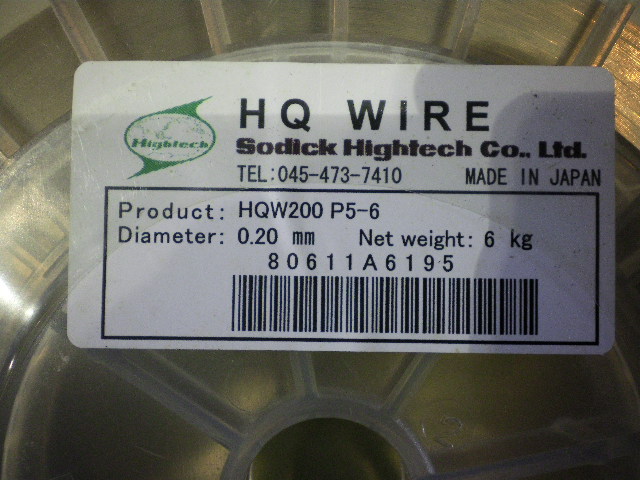 HQ WIRE
Hightech
Sodick Hightech Co., Ltd.
TEL:045-473-7410 MADE IN JAPAN
Product: HQW200 P5-6
Diameter: 0.20 mm Net weight: 6 kg
80611A6195